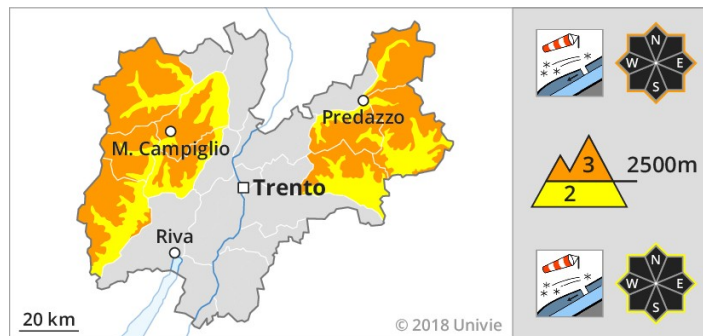 Predazzo
M. Campiglio
Trento
Riva
20 km
© 2018 Univie
N
W E
S
3 2500m
2
N
W E
S